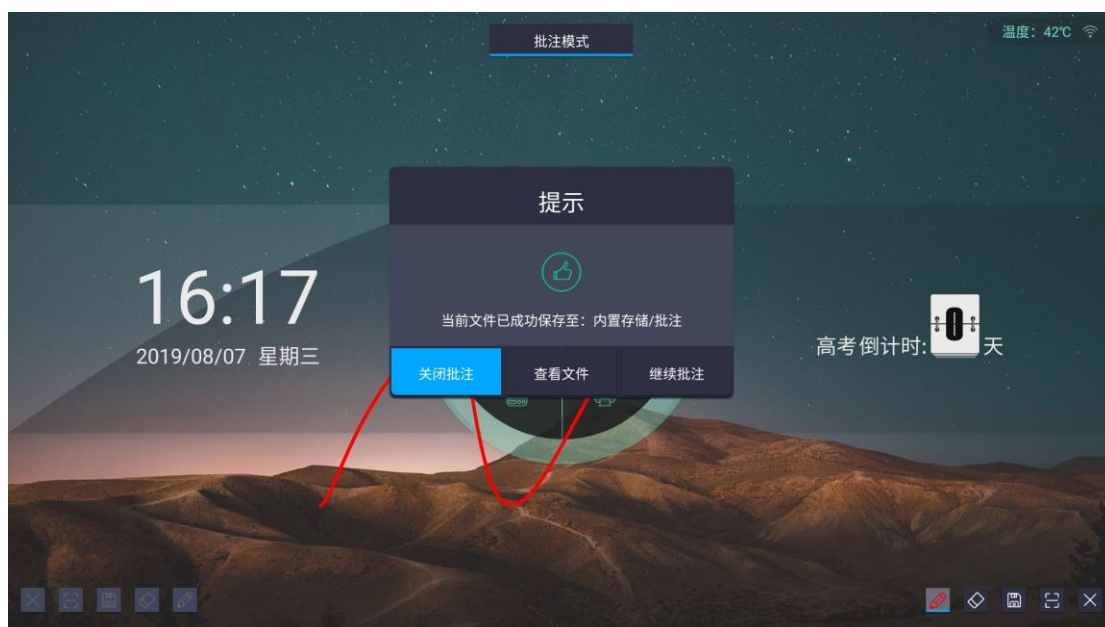 批注模式
温度：42℃
提示
16:17
2019/08/07 星期三
当前文件已成功保存至：内置存储/批注
高考倒计时:0天
关闭批注 查看文件 继续批注